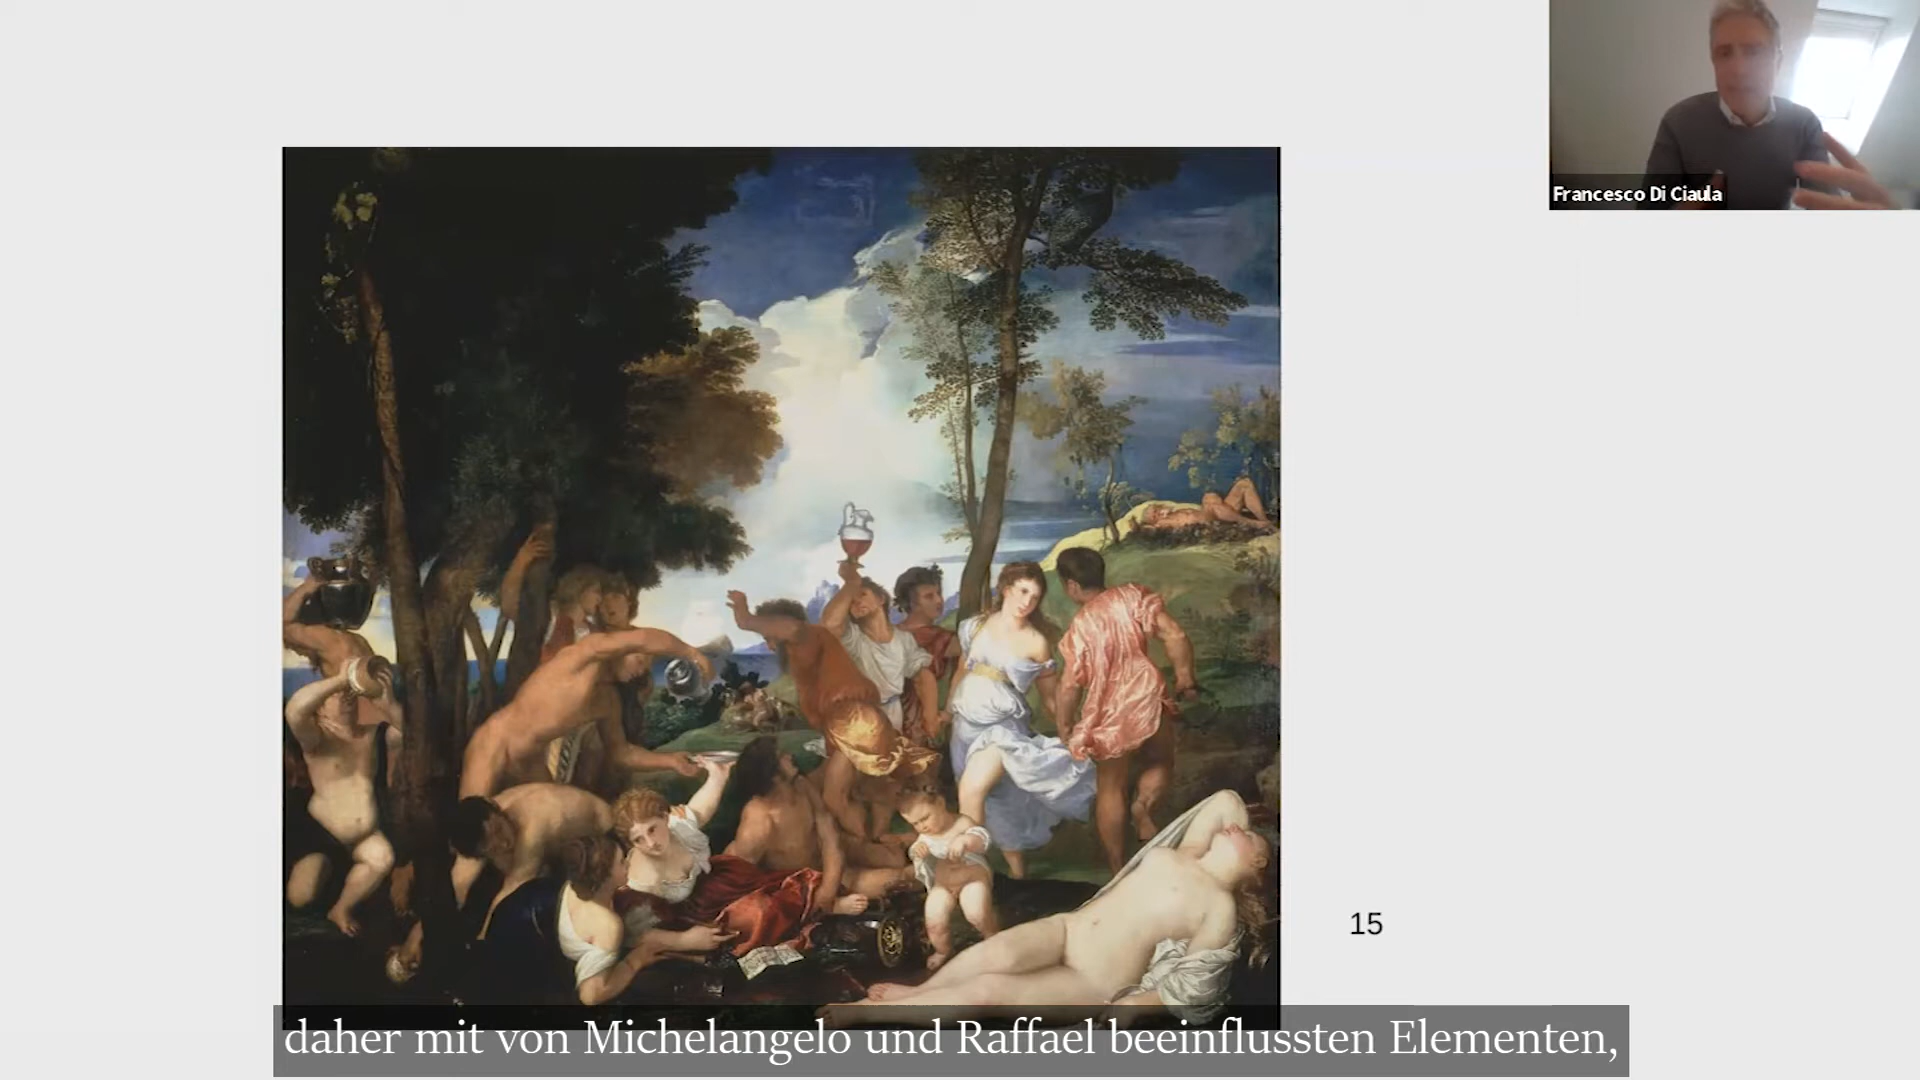 Francesco Di Ciaula
15
daher mit von Michelangelo und Raffael beeinflussten Elementen,